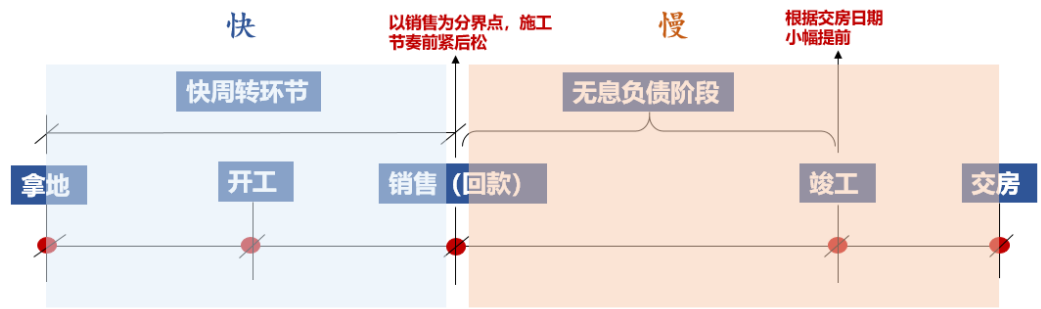 快
慢
以销售为分界点，施工
节奏前紧后松
根据交房日期
小幅提前
快周转环节
无息负债阶段
拿地
开工
销售（回款）
竣工
交房